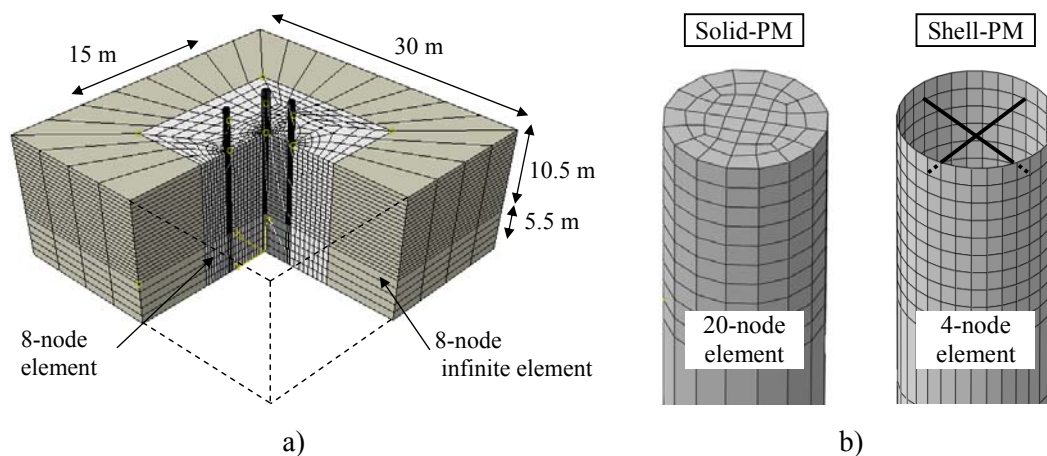 15 m
30 m
10.5 m
5.5 m
8-node
element
8-node
infinite element
a)
Solid-PM
Shell-PM
20-node
element
4-node
element
b)